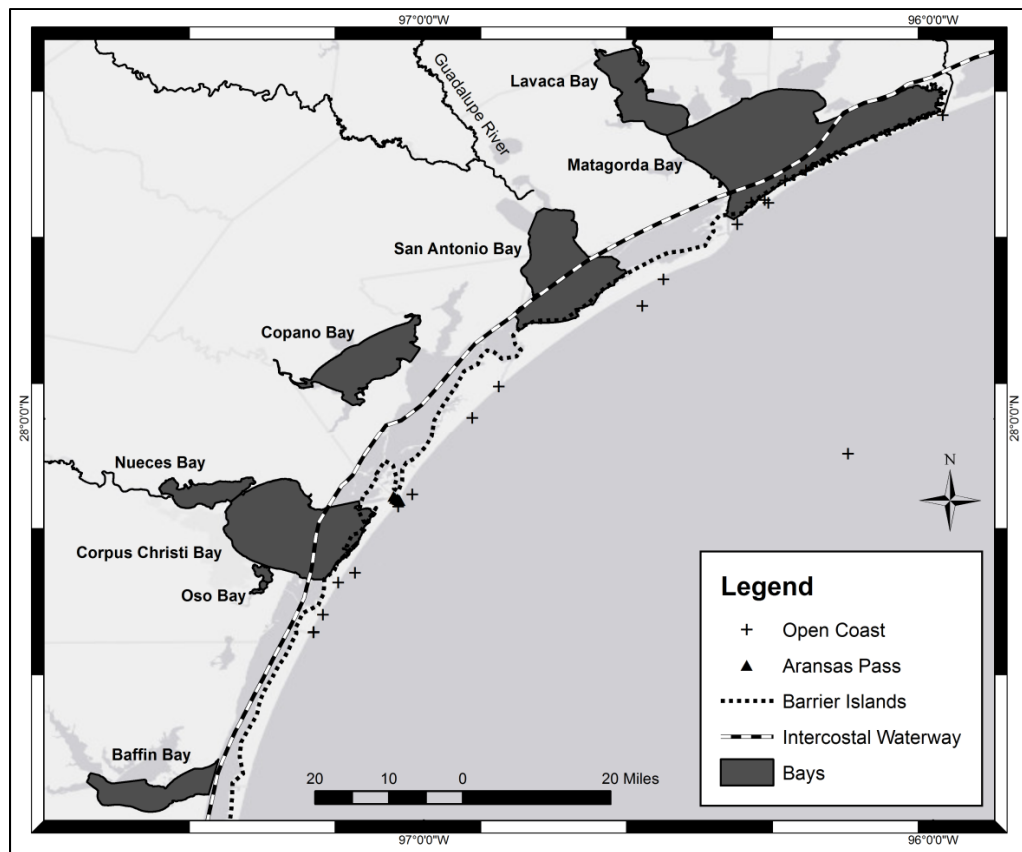 97°0'0"W
96°0'0"W
Guadalupe River
Lavaca Bay
Matagorda Bay
San Antonio Bay
Copano Bay
28°0'0"N
28°0'0"N
Nueces Bay
N
Corpus Christi Bay
Oso Bay
Legend
Open Coast
Aransas Pass
Barrier Islands
Intercostal Waterway
Bays
Baffin Bay
20 10 0 20 Miles
97°0'0"W
96°0'0"W